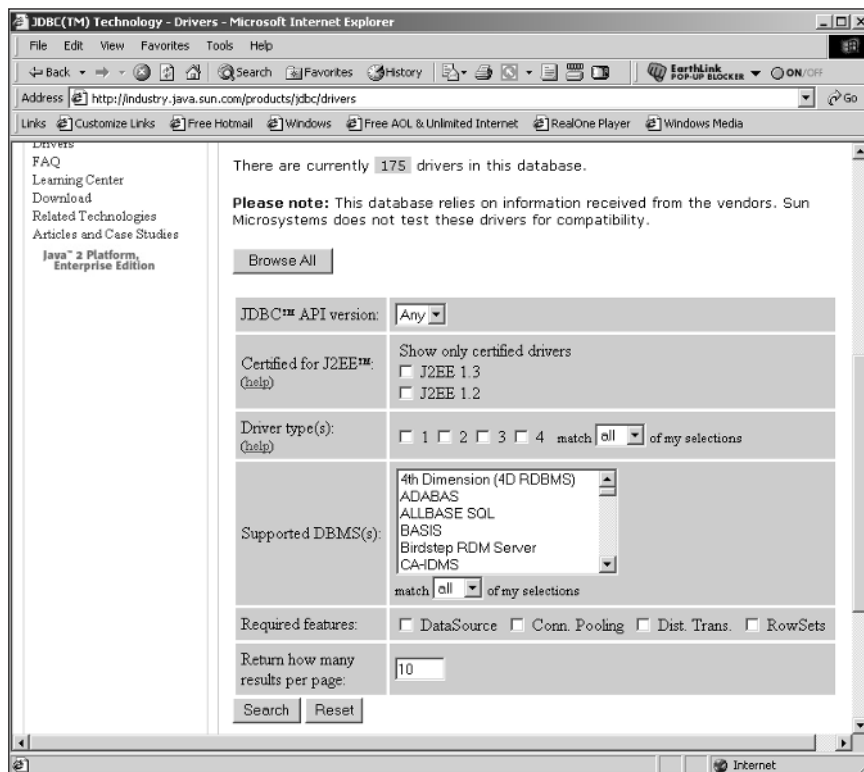 JDBC(TM) Technology - Drivers - Microsoft Internet Explorer
File Edit View Favorites Tools Help
Back Search Favorites History EarthLink POP-UP BLOCKER ON/OFF
Address http://industry.java.sun.com/products/jdbc/drivers Go
Links Customize Links Free Hotmail Windows Free AOL & Unlimited Internet RealOne Player Windows Media
Drivers
FAQ
Learning Center
Download
Related Technologies
Articles and Case Studies
Java™ 2 Platform,
Enterprise Edition
There are currently 175 drivers in this database.
Please note: This database relies on information received from the vendors. Sun
Microsystems does not test these drivers for compatibility.
Browse All
JDBC™ API version: Any
Certified for J2EE™:
(help)
Show only certified drivers
J2EE 1.3
J2EE 1.2
Driver type(s):
(help)
1 2 3 4 match all of my selections
Supported DBMS(s):
4th Dimension (4D RDBMS)
ADABAS
ALLBASE SQL
BASIS
Birdstep RDM Server
CA-IDMS
match all of my selections
Required features: DataSource Conn. Pooling Dist. Trans. RowSets
Return how many
results per page:
10
Search Reset
Internet